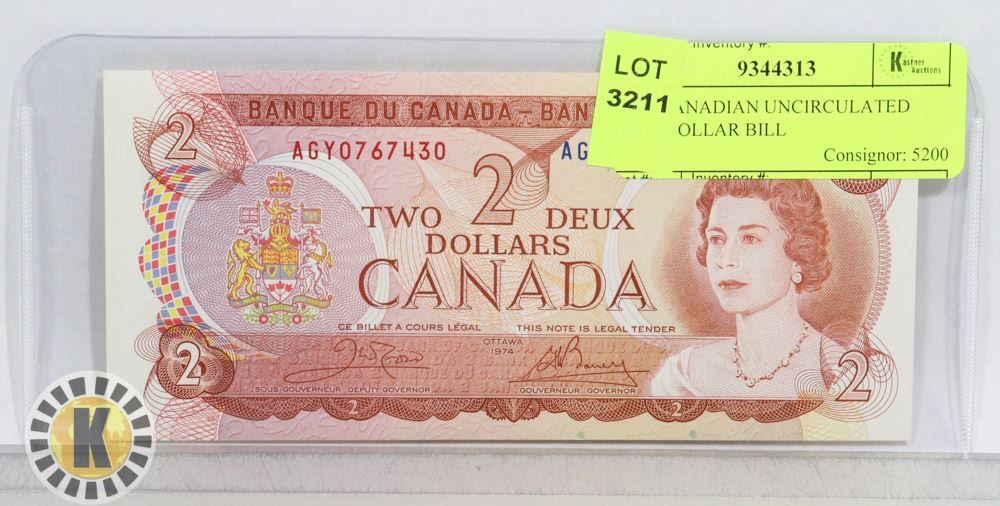 LOT
3211
Inventory #:
9344313
Kastner
Auctions
ANADIAN UNCIRCULATED
OLLAR BILL
Consignor: 5200
Inventory #:
BANQUE DU CANADA – BAN
AGY0767430
AG
2
2
TWO DEUX
DOLLARS
CANADA
CE BILLET A COURS LÉGAL THIS NOTE IS LEGAL TENDER
OTTAWA
1974
SOUS-GOUVERNEUR - DEPUTY GOVERNOR GOUVERNEUR - GOVERNOR
2
2
2
2
K